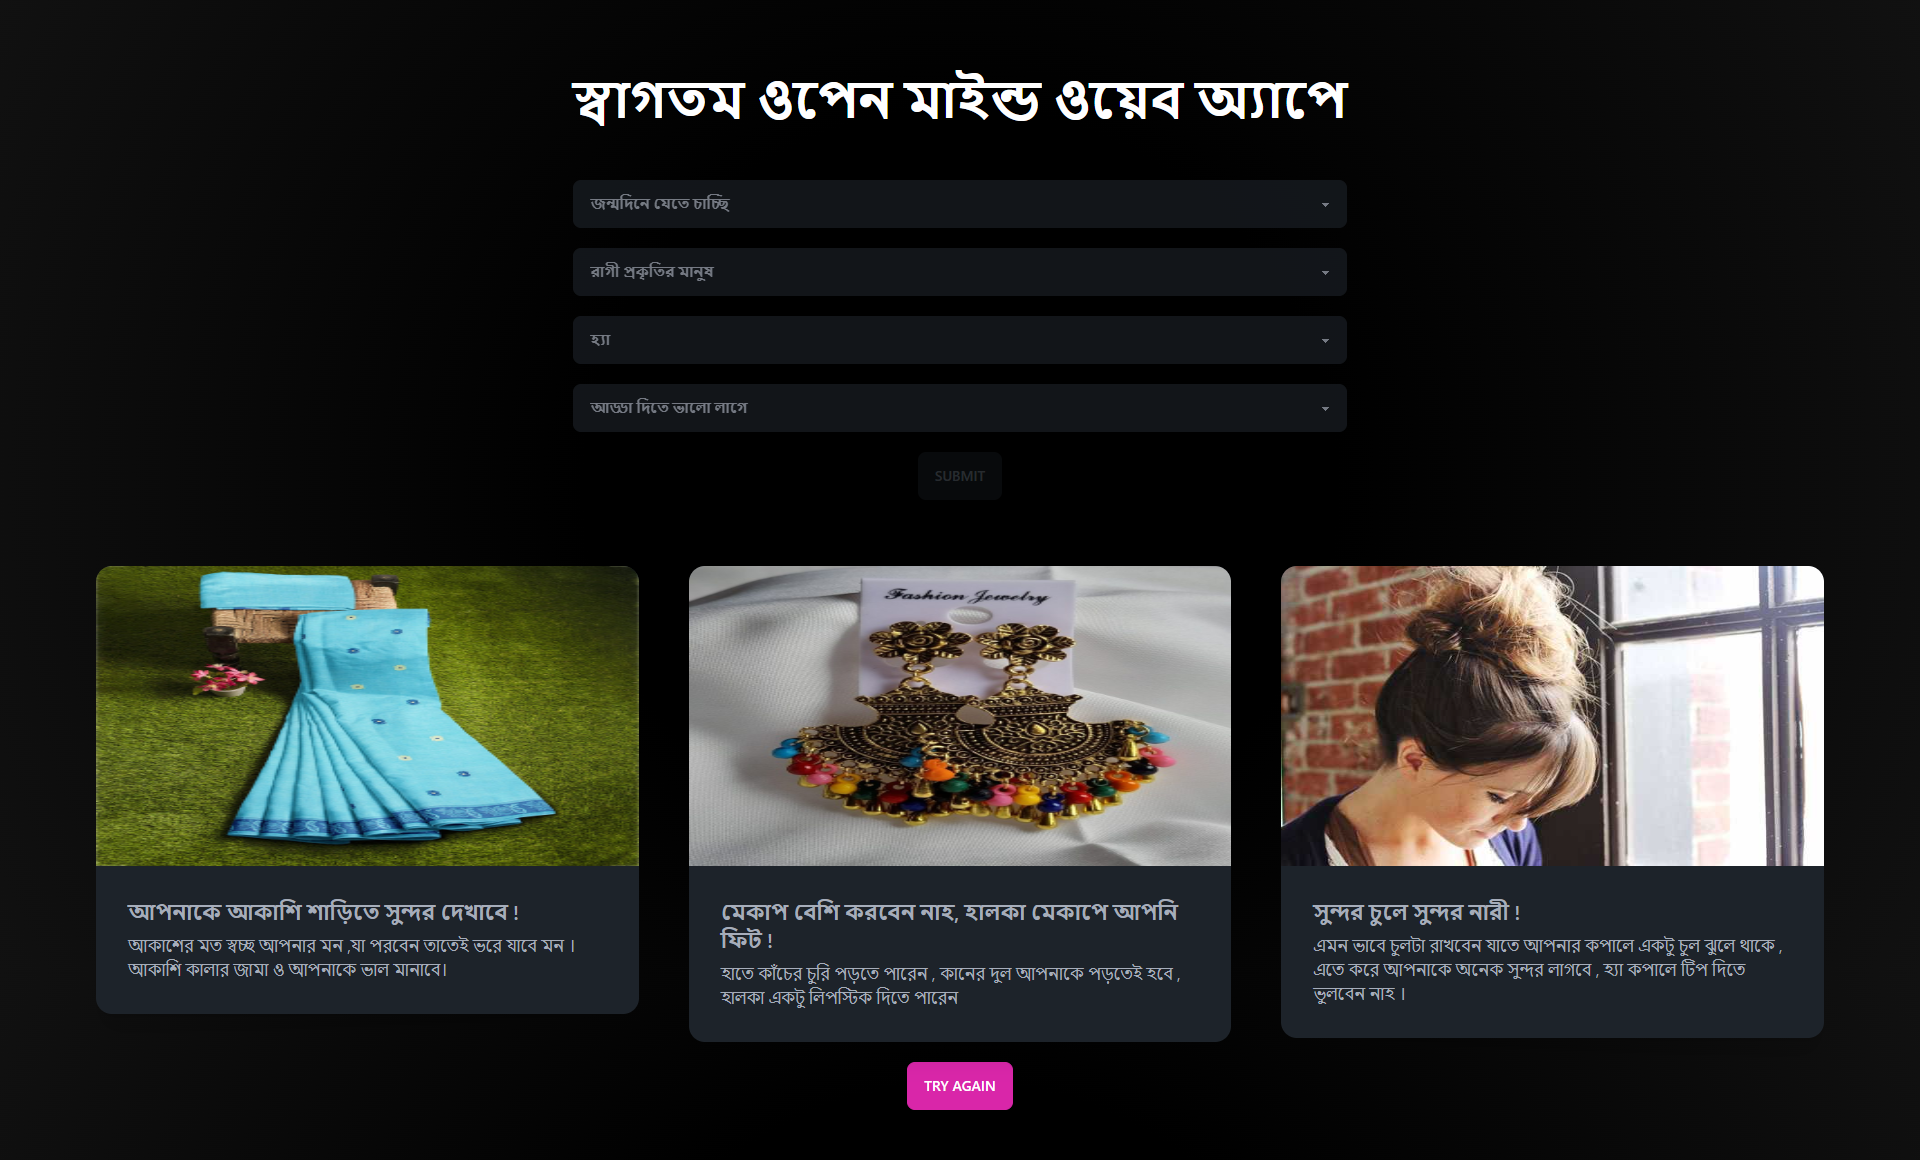 স্বাগতম ওপেন মাইন্ড ওয়েব অ্যাপে
জন্মদিনে যেতে চাচ্ছি
রাগী প্রকৃতির মানুষ
হ্যা
আড্ডা দিতে ভালো লাগে
SUBMIT
Fashion Jewelry
আপনাকে আকাশি শাড়িতে সুন্দর দেখাবে !
আকাশের মত স্বচ্ছ আপনার মন ,যা পরবেন তাতেই ভরে যাবে মন ।
আকাশি কালার জামা ও আপনাকে ভাল মানাবে।
মেকাপ বেশি করবেন নাহ, হালকা মেকাপে আপনি
ফিট !
হাতে কাঁচের চুরি পড়তে পারেন , কানের দুল আপনাকে পড়তেই হবে ,
হালকা একটু লিপস্টিক দিতে পারেন
সুন্দর চুলে সুন্দর নারী !
এমন ভাবে চুলটা রাখবেন যাতে আপনার কপালে একটু চুল ঝুলে থাকে ,
এতে করে আপনাকে অনেক সুন্দর লাগবে , হ্যা কপালে টিপ দিতে
ভুলবেন নাহ ।
TRY AGAIN